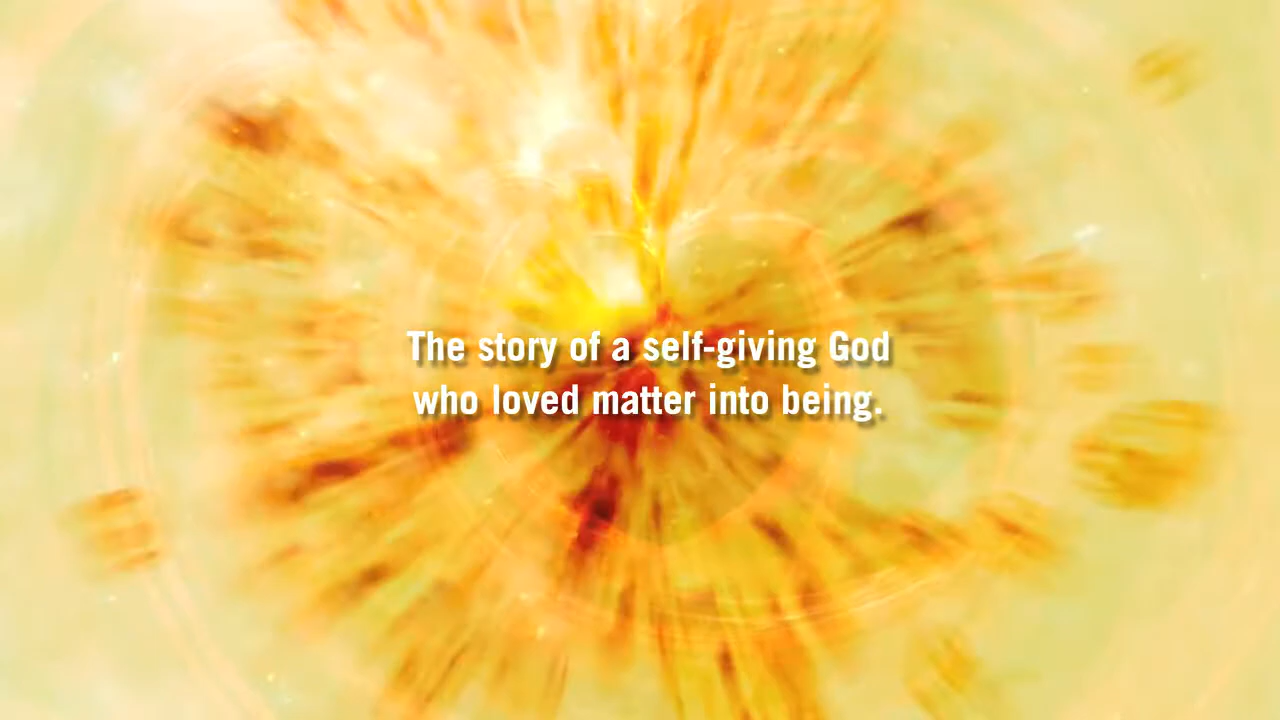 The story of a self-giving God
who loved matter into being.